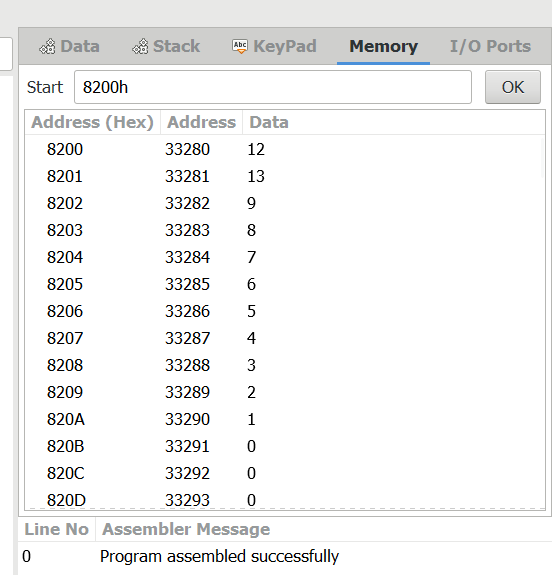 Data Stack Abc KeyPad Memory I/O Ports
Start 8200h OK
Address (Hex) Address Data
8200 33280 12
8201 33281 13
8202 33282 9
8203 33283 8
8204 33284 7
8205 33285 6
8206 33286 5
8207 33287 4
8208 33288 3
8209 33289 2
820A 33290 1
820B 33291 0
820C 33292 0
820D 33293 0
Line No Assembler Message
0 Program assembled successfully